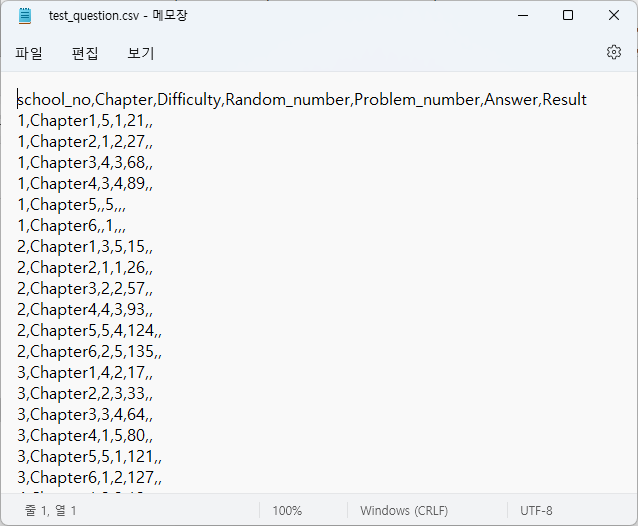 test_question.csv - 메모장
파일 편집 보기
school_no,Chapter,Difficulty,Random_number,Problem_number,Answer,Result
1,Chapter1,5,1,21,,
1,Chapter2,1,2,27,,
1,Chapter3,4,3,68,,
1,Chapter4,3,4,89,,
1,Chapter5,,5,,,
1,Chapter6,,1,,,
2,Chapter1,3,5,15,,
2,Chapter2,1,1,26,,
2,Chapter3,2,2,57,,
2,Chapter4,4,3,93,,
2,Chapter5,5,4,124,,
2,Chapter6,2,5,135,,
3,Chapter1,4,2,17,,
3,Chapter2,2,3,33,,
3,Chapter3,3,4,64,,
3,Chapter4,1,5,80,,
3,Chapter5,5,1,121,,
3,Chapter6,1,2,127,,
줄 1, 열 1 100% Windows (CRLF) UTF-8